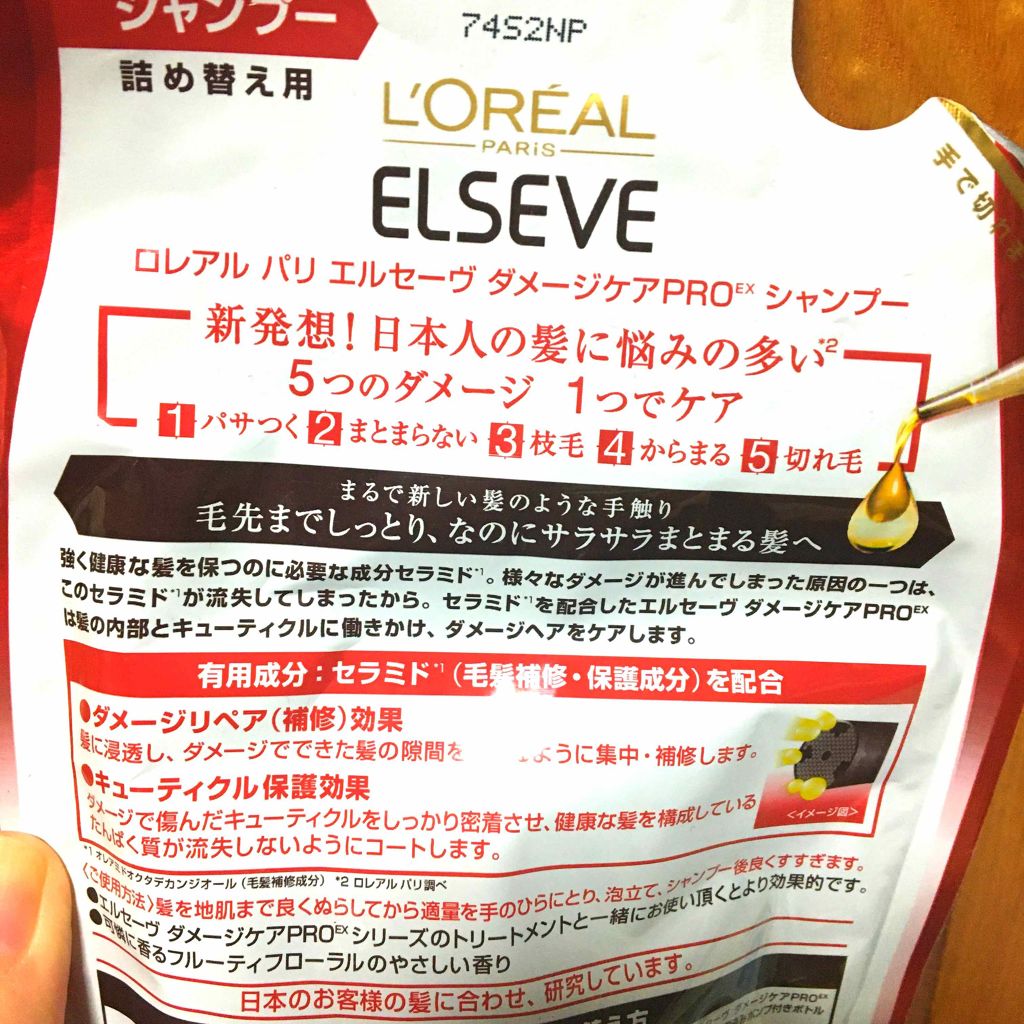 シャンプー
74S2NP
詰め替え用
L'ORÉAL
PARIS
ELSEVE
手で切れ
ロレアル パリ エルセーヴ ダメージケアPROEX シャンプー
新発想!日本人の髪に悩みの多い*2
5つのダメージ 1つでケア
1 パサつく 2 まとまらない 3 枝毛 4 からまる 5 切れ毛
まるで新しい髪のような手触り
毛先までしっとり、なのにサラサラまとまる髪へ
強く健康な髪を保つのに必要な成分セラミド*1。様々なダメージが進んでしまった原因の一つは、
このセラミド*1が流失してしまったから。セラミド*1を配合したエルセーヴ ダメージケアPROEX
は髪の内部とキューティクルに働きかけ、ダメージヘアをケアします。
有用成分:セラミド*1(毛髪補修・保護成分)を配合
●ダメージリペア(補修)効果
髪に浸透し、ダメージでできた髪の隙間を ように集中・補修します。
●キューティクル保護効果
ダメージで傷んだキューティクルをしっかり密着させ、健康な髪を構成している
たんぱく質が流失しないようにコートします。
<イメージ図>
*1 オレアミドオクタデカンジオール(毛髪補修成分) *2 ロレアル パリ調べ
〈ご使用方法〉髪を地肌まで良くぬらしてから適量を手のひらにとり、泡立て、シャンプー後良くすすぎます。
●エルセーヴ ダメージケアPROEXシリーズのトリートメントと一緒にお使い頂くとより効果的です。
●可憐に香るフルーティフローラルのやさしい香り
日本のお客様の髪に合わせ、研究しています。
え方
ダメージケアPROEX
ポンプ付きボトル